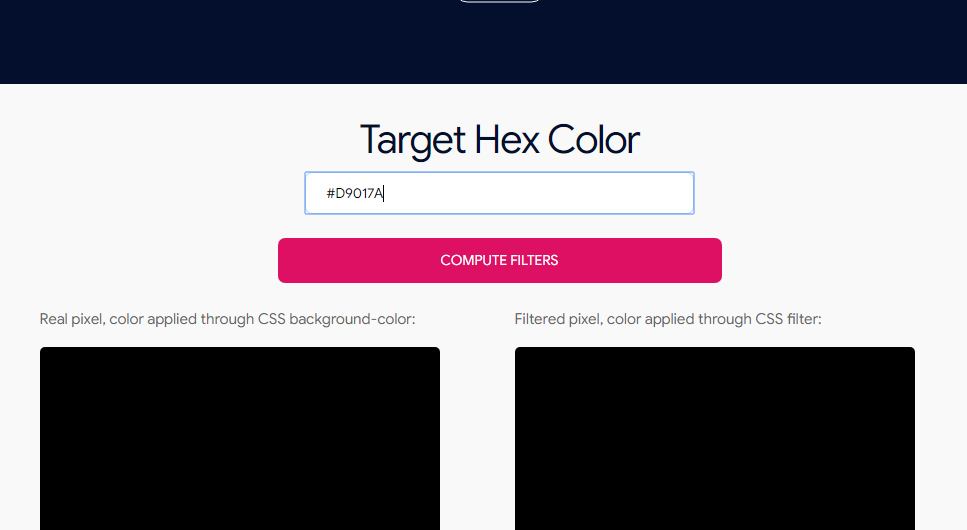 Target Hex Color
#D9017A
COMPUTE FILTERS
Real pixel, color applied through CSS background-color:
Filtered pixel, color applied through CSS filter: